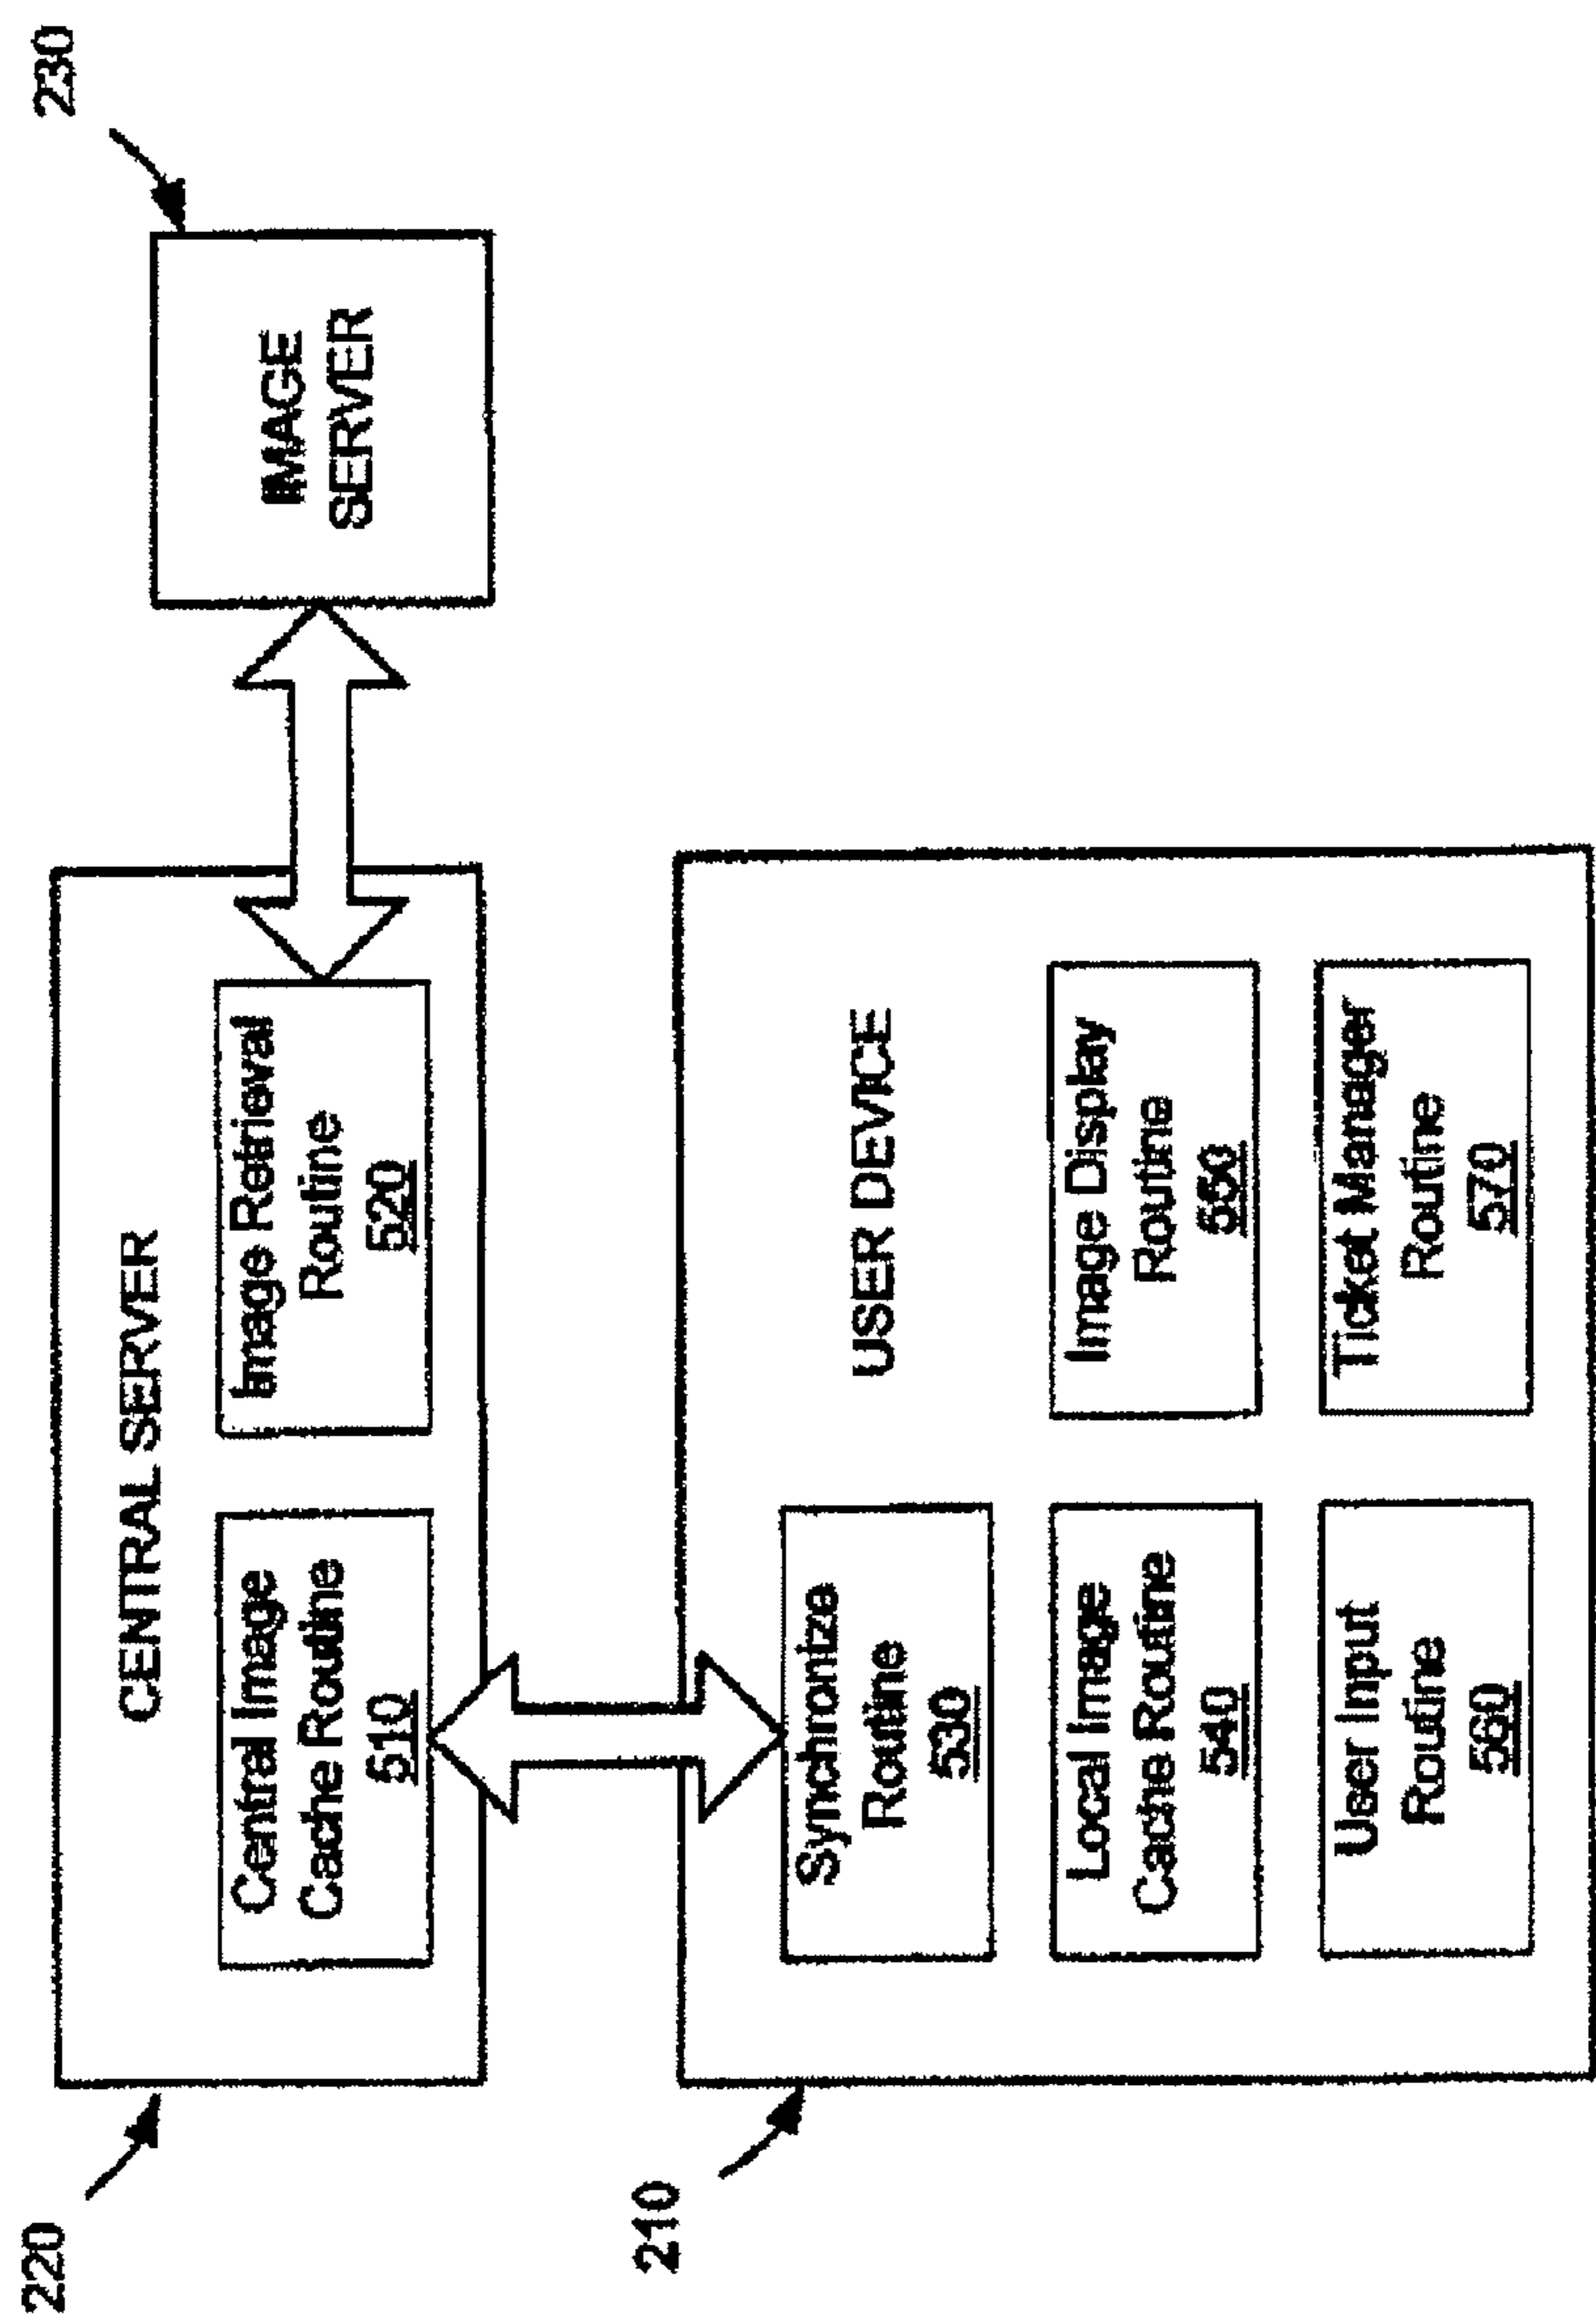 220
CENTRAL SERVER
Central Image
Cache Routine
510
Image Retrieval
Routine
520
230
IMAGE
SERVER
210
USER DEVICE
Synchronize
Routine
530
Local Image
Cache Routine
540
Image Display
Routine
550
User Input
Routine
560
Ticket Manager
Routine
570